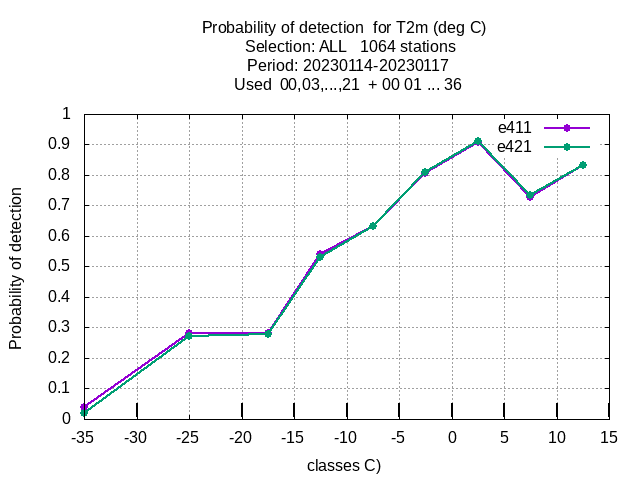 Probability of detection  for T2m (deg C)
Selection: ALL   1064 stations
Period: 20230114-20230117
Used  00,03,...,21  + 00 01 ... 36
e411
e421
1
0.9
0.8
0.7
0.6
0.5
0.4
0.3
0.2
0.1
0
Probability of detection
-35 -30 -25 -20 -15 -10 -5 0 5 10 15
classes C)